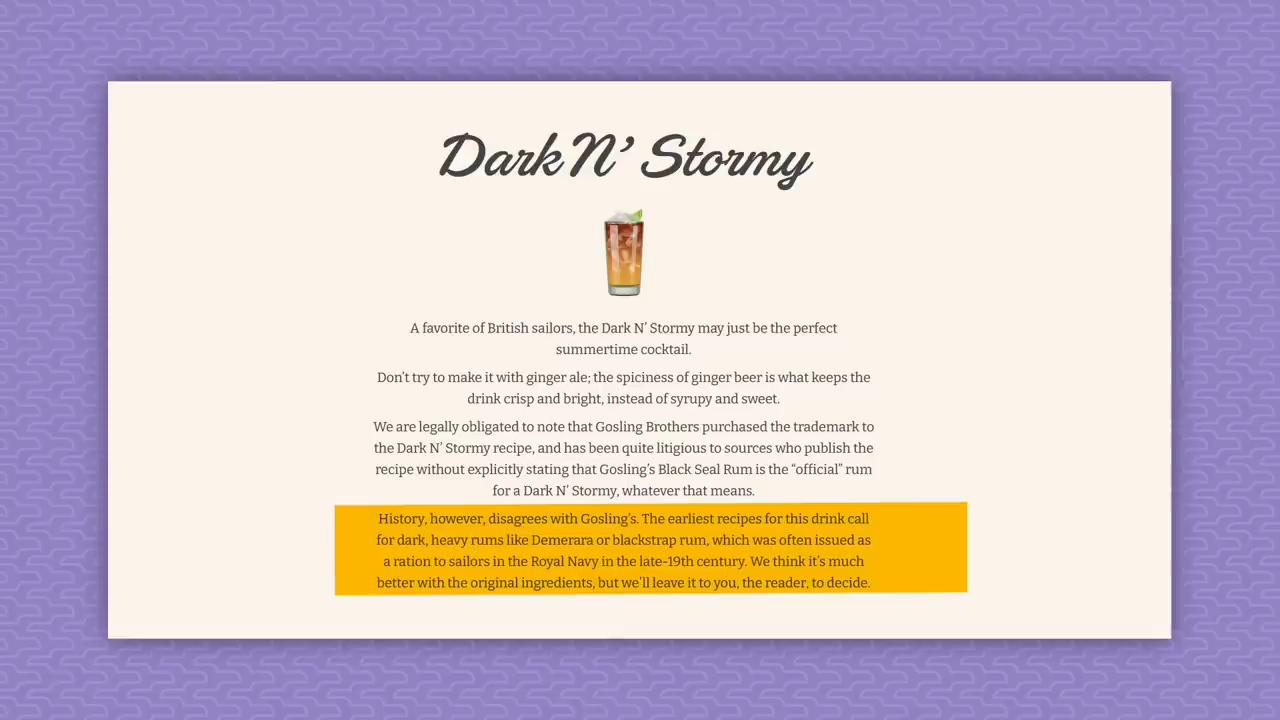 Dark N’ Stormy
A favorite of British sailors, the Dark N’ Stormy may just be the perfect
summertime cocktail.
Don’t try to make it with ginger ale; the spiciness of ginger beer is what keeps the
drink crisp and bright, instead of syrupy and sweet.
We are legally obligated to note that Gosling Brothers purchased the trademark to
the Dark N’ Stormy recipe, and has been quite litigious to sources who publish the
recipe without explicitly stating that Gosling’s Black Seal Rum is the “official” rum
for a Dark N’ Stormy, whatever that means.
History, however, disagrees with Gosling’s. The earliest recipes for this drink call
for dark, heavy rums like Demerara or blackstrap rum, which was often issued as
a ration to sailors in the Royal Navy in the late-19th century. We think it’s much
better with the original ingredients, but we’ll leave it to you, the reader, to decide.